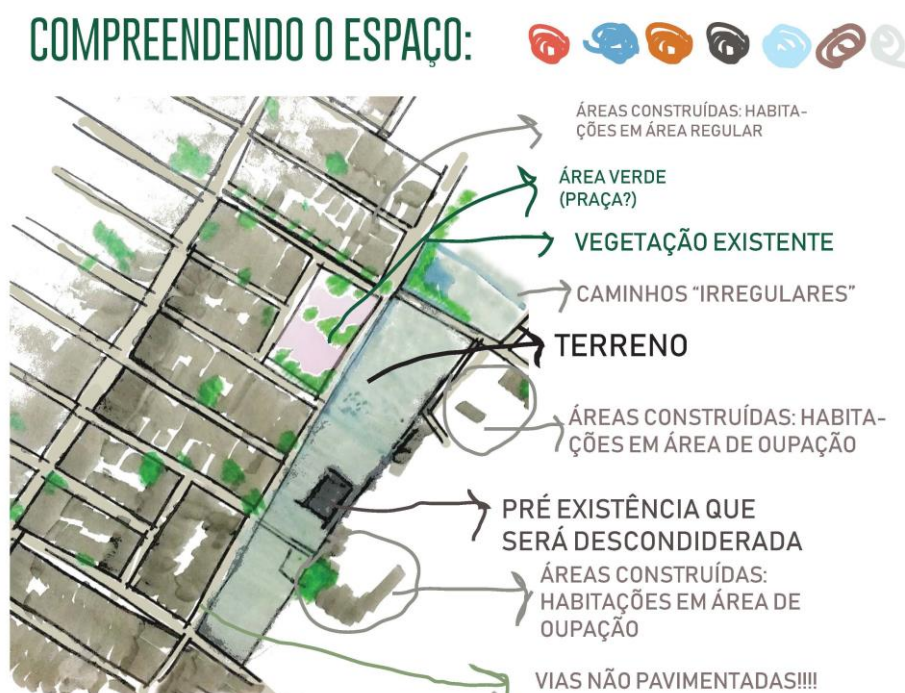 COMPREENDENDO O ESPAÇO:
ÁREAS CONSTRUÍDAS: HABITA-
ÇÕES EM ÁREA REGULAR
ÁREA VERDE
(PRAÇA?)
VEGETAÇÃO EXISTENTE
CAMINHOS "IRREGULARES"
TERRENO
ÁREAS CONSTRUÍDAS: HABITA-
ÇÕES EM ÁREA DE OUPAÇÃO
PRÉ EXISTÊNCIA QUE
SERÁ DESCONDIDERADA
ÁREAS CONSTRUÍDAS:
HABITAÇÕES EM ÁREA DE
OUPAÇÃO
VIAS NÃO PAVIMENTADAS!!!!